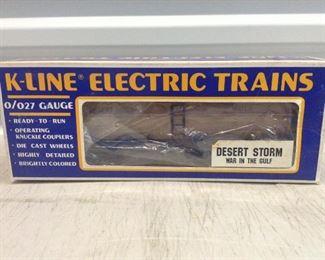 K-LINE® ELECTRIC TRAINS
O/027 GAUGE
• READY - TO - RUN
• OPERATING KNUCKLE COUPLERS
• DIE CAST WHEELS
• HIGHLY DETAILED
• BRIGHTLY COLORED
DESERT STORM
WAR IN THE GULF